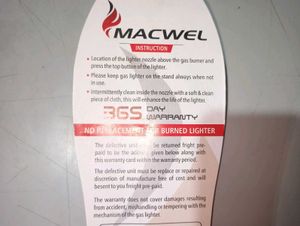 MACWEL
INSTRUCTION
• Location of the lighter nozzle above the gas burner and
press the top button of the lighter.
• Please keep gas lighter on the stand always when not
in use.
• Intermittently clean inside the nozzle with a soft & clean
piece of cloth, this will enhance the life of the lighter.
365 DAY
WARRANTY
NO REPLACEMENT FOR BURNED LIGHTER
The defective unit will be returned fright pre-
paid to be the address given below along with
this warranty card within the warranty period.
The defective unit must be replace or repaired at
discretion of manufacture free of cost and will
be sent to you freight pre-paid.
The warranty does not cover damages resulting
from accident, mishandling or tempering with the
mechanism of the gas lighter.